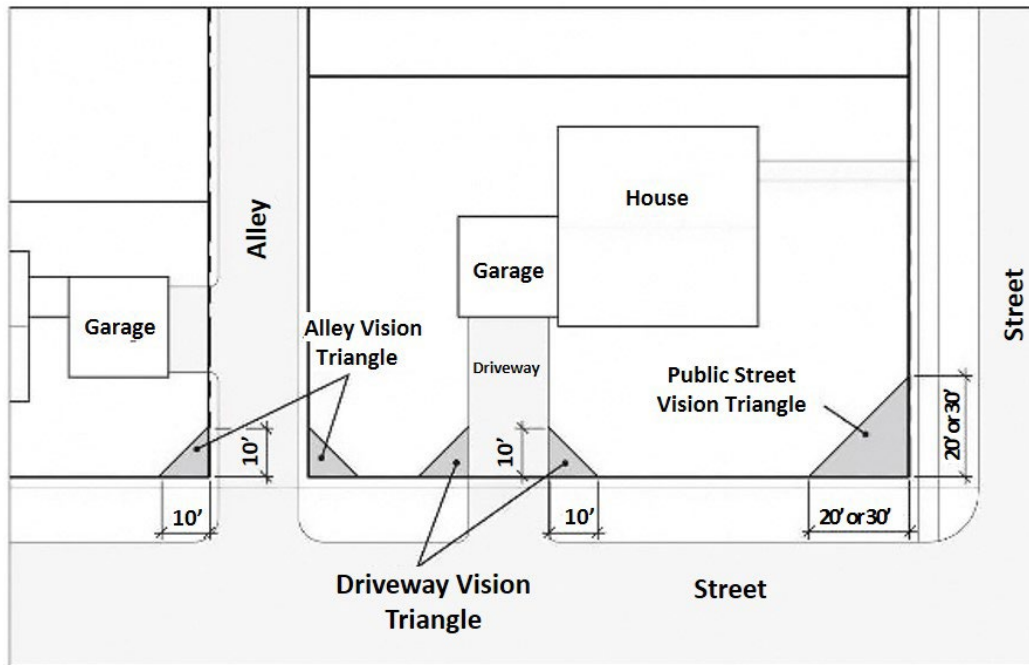 House
Alley
Garage
Street
Garage
Alley Vision
Triangle
Driveway
Public Street
Vision Triangle
20' or 30'
10'
10'
10'
10'
20' or 30'
Driveway Vision
Triangle
Street